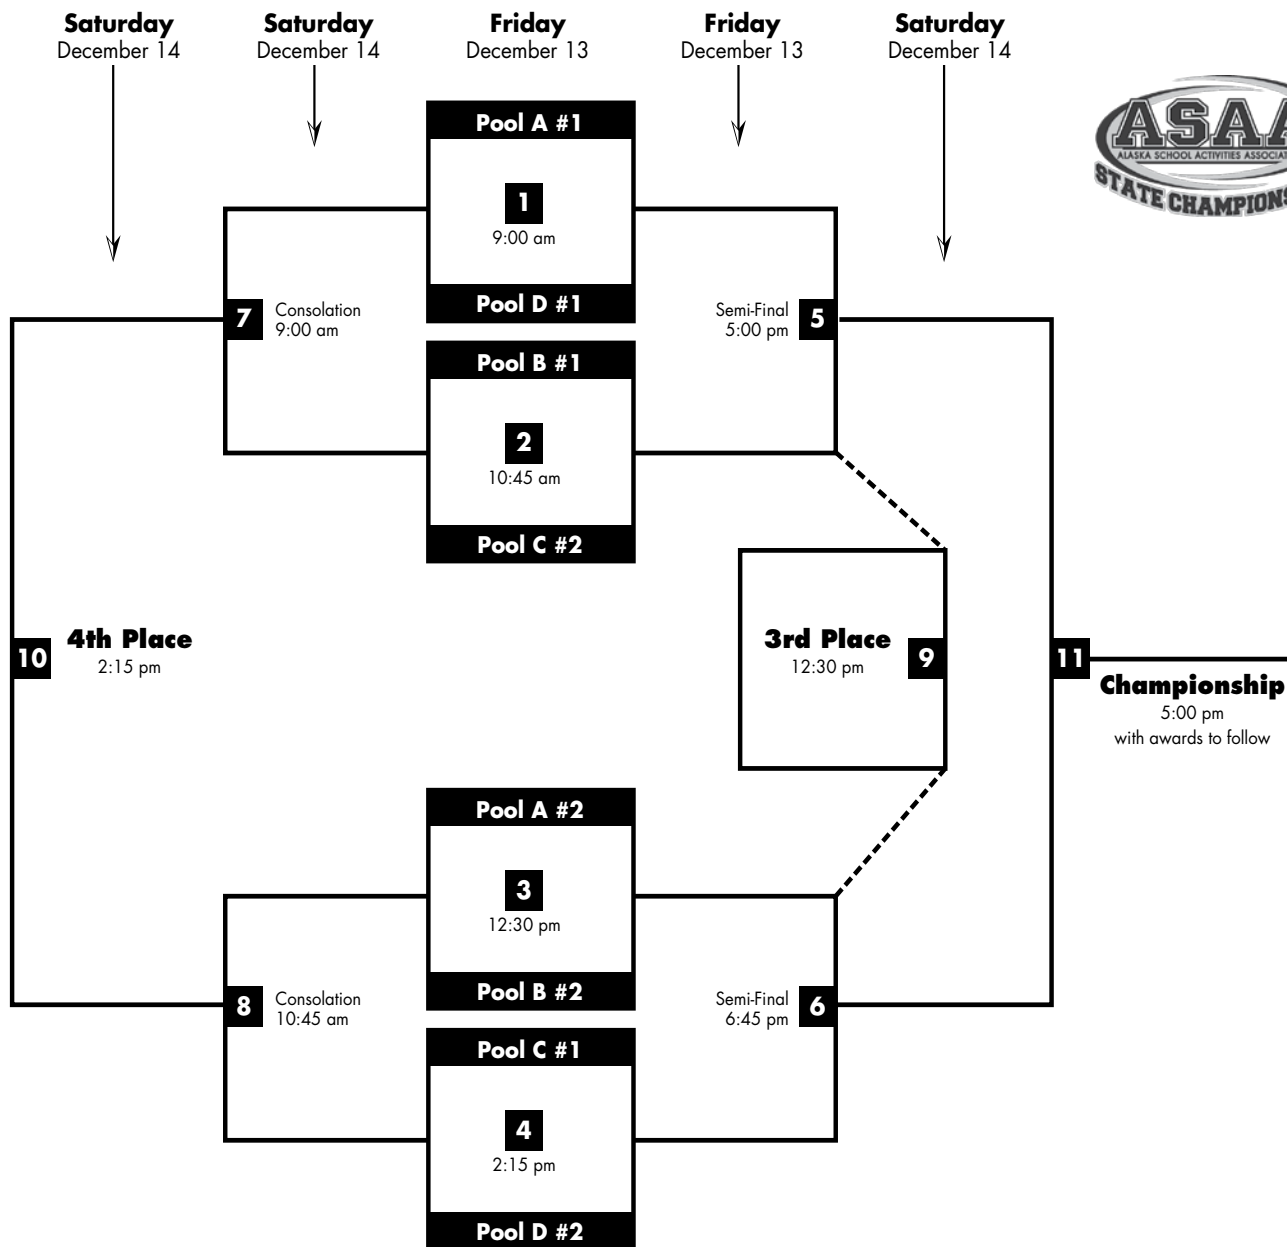 Saturday
December 14
Saturday
December 14
Friday
December 13
Friday
December 13
Saturday
December 14
ASAA
ALASKA SCHOOL ACTIVITIES
STATE
Pool A #1
1
9:00 am
Pool D #1
7
Consolation
9:00 am
Semi-Final
5:00 pm
5
Pool B #1
2
10:45 am
Pool C #2
10
4th Place
2:15 pm
3rd Place
12:30 pm
9
11
Championship
5:00 pm
with awards to follow
Pool A #2
3
12:30 pm
Pool B #2
8
Consolation
10:45 am
Semi-Final
6:45 pm
6
Pool C #1
4
2:15 pm
Pool D #2